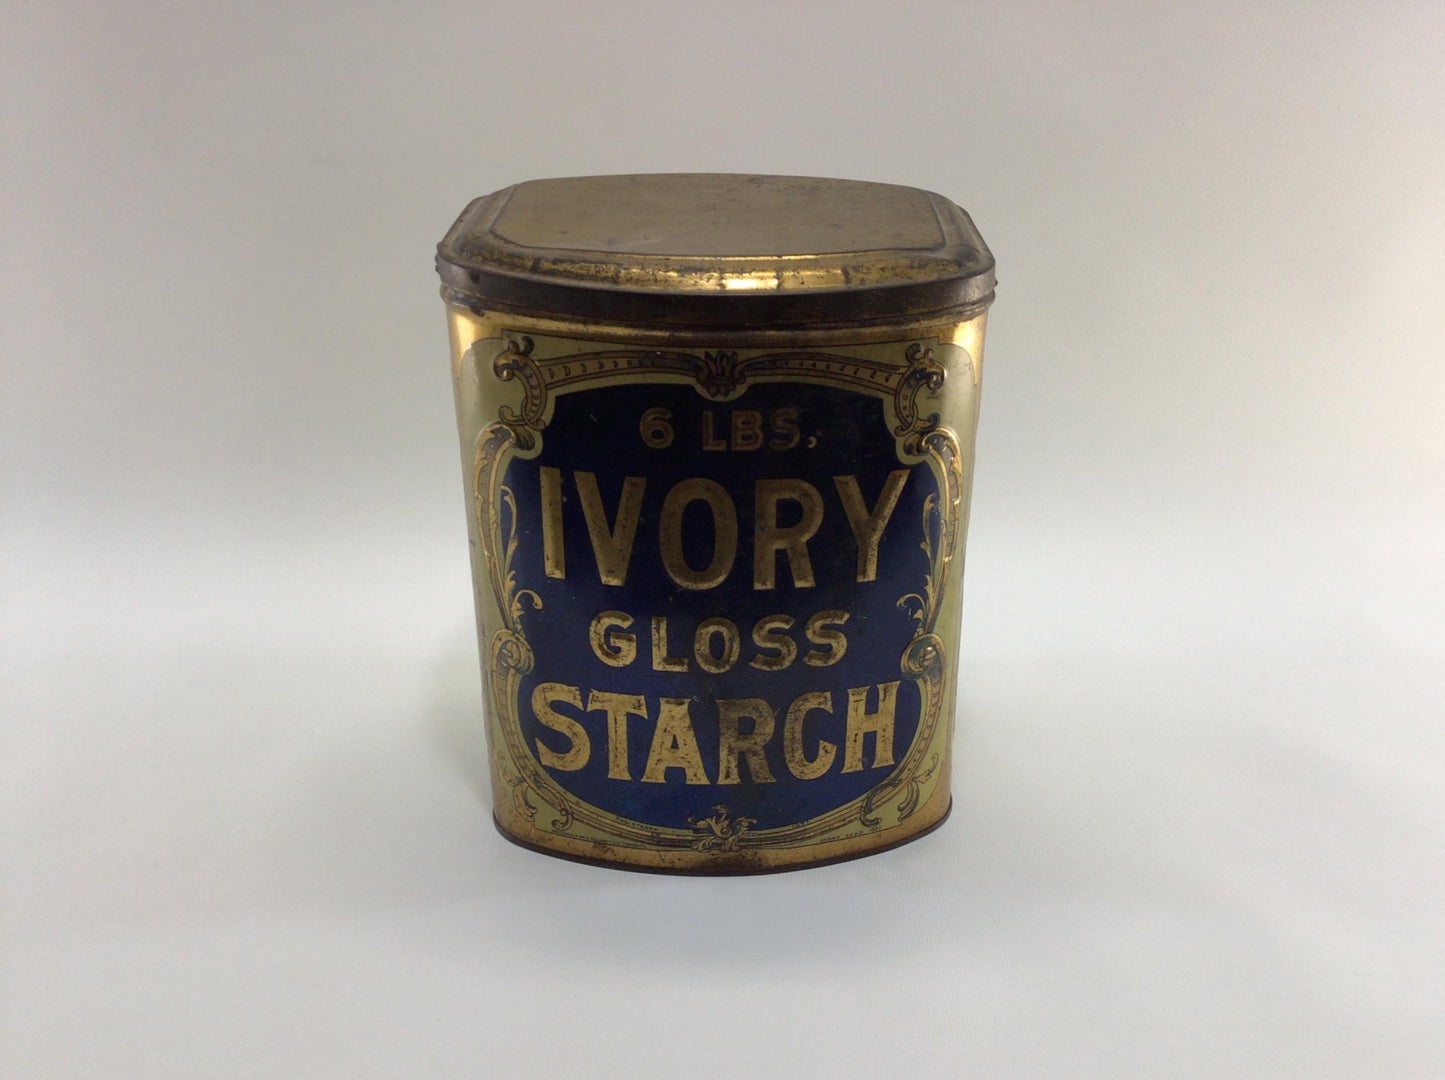 6 LBS.
IVORY
GLOSS
STARCH